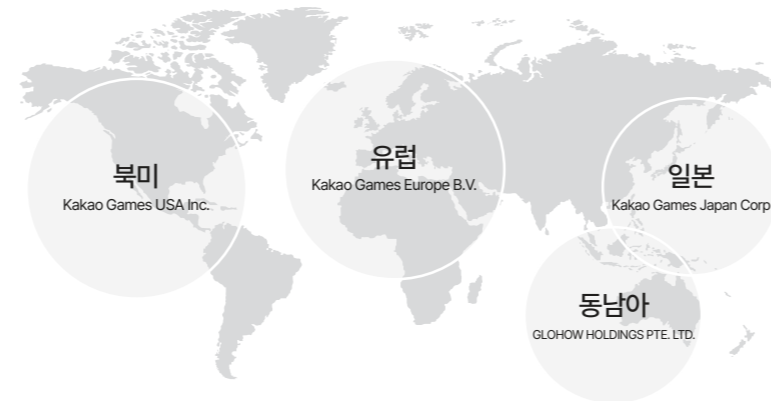 북미
Kakao Games USA Inc.
유럽
Kakao Games Europe B.V.
일본
Kakao Games Japan Corp
동남아
GLOHOW HOLDINGS PTE. LTD.